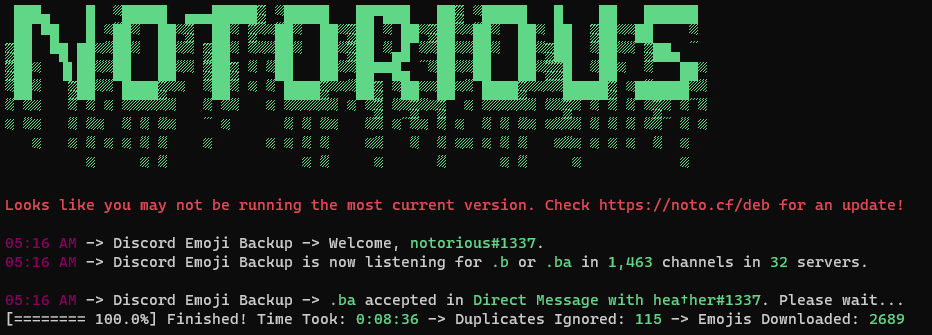 NOTORIOUS
Looks like you may not be running the most current version. Check https://noto.cf/deb for an update!
05:16 AM -> Discord Emoji Backup -> Welcome, notorious#1337.
05:16 AM -> Discord Emoji Backup is now listening for .b or .ba in 1,463 channels in 32 servers.
05:16 AM -> Discord Emoji Backup -> .ba accepted in Direct Message with hea†her#1337. Please wait...
[======== 100.0%] Finished! Time Took: 0:08:36 -> Duplicates Ignored: 115 -> Emojis Downloaded: 2689